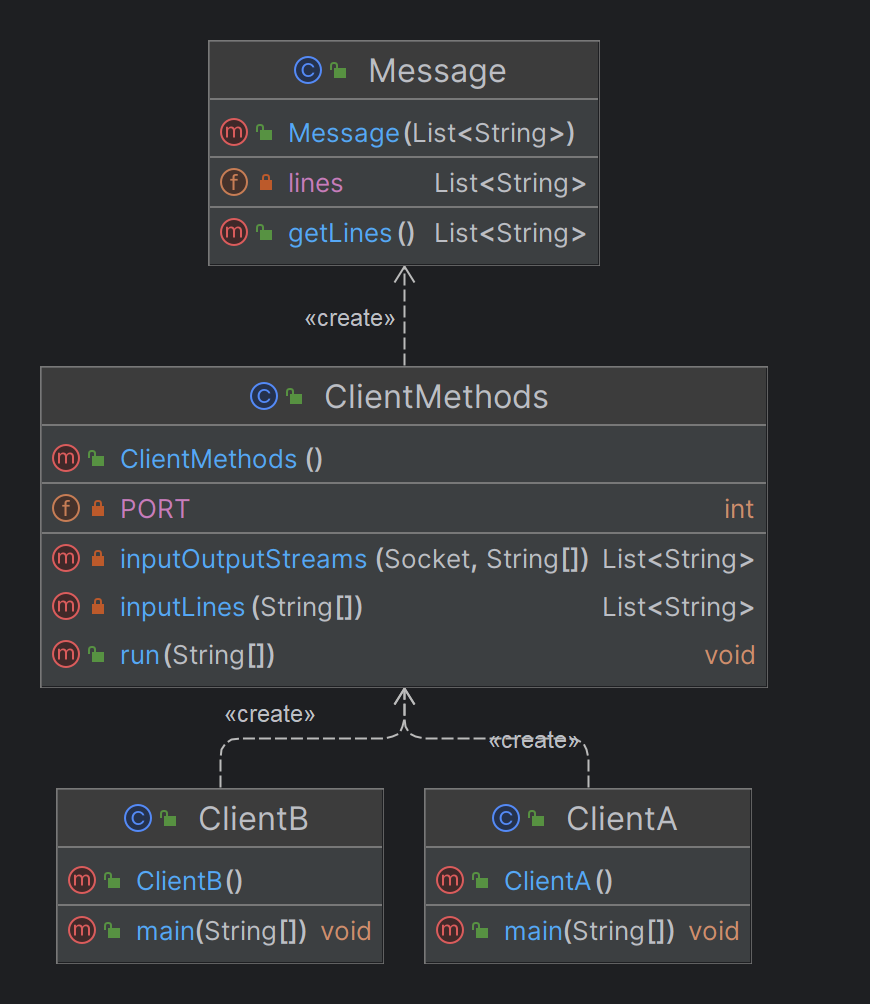 C Message
m Message(List<String>)
f lines List<String>
m getLines() List<String>
«create»
C ClientMethods
m ClientMethods()
f PORT int
m inputOutputStreams(Socket, String[]) List<String>
m inputLines(String[]) List<String>
m run(String[]) void
«create»
«create»
C ClientB
m ClientB()
m main(String[]) void
C ClientA
m ClientA()
m main(String[]) void